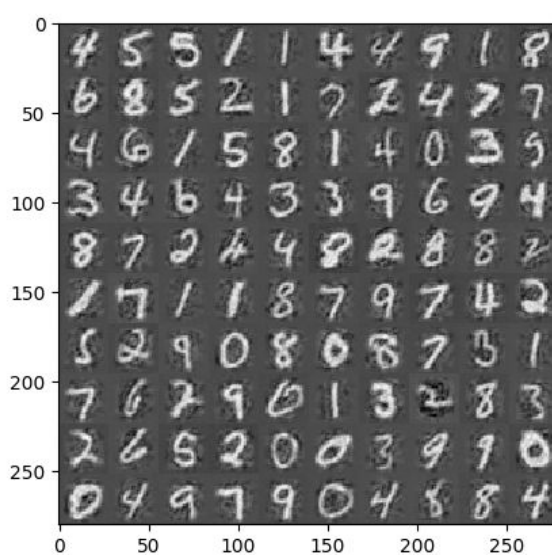 0
4 5 5 1 1 4 4 9 1 8
50
6 8 5 2 1 7 2 4 7 7
4 6 1 5 8 1 4 0 3 9
100
3 4 6 4 3 3 9 6 9 4
8 7 2 4 4 8 2 8 8 2
150
1 7 1 1 8 7 9 7 4 2
5 2 9 0 8 0 8 7 3 1
200
7 6 2 9 6 1 3 2 8 3
2 6 5 2 0 0 3 9 9 0
250
0 4 9 7 9 0 4 8 8 4
0 50 100 150 200 250